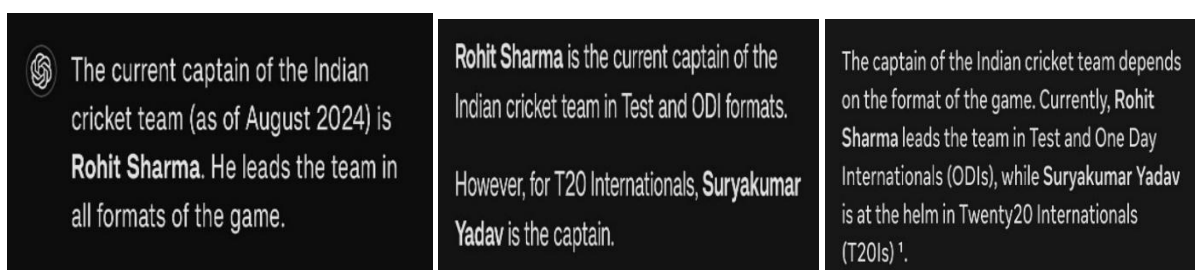 The current captain of the Indian
cricket team (as of August 2024) is
Rohit Sharma. He leads the team in
all formats of the game.
Rohit Sharma is the current captain of the
Indian cricket team in Test and ODI formats.
However, for T20 Internationals, Suryakumar
Yadav is the captain.
The captain of the Indian cricket team depends
on the format of the game. Currently, Rohit
Sharma leads the team in Test and One Day
Internationals (ODIs), while Suryakumar Yadav
is at the helm in Twenty20 Internationals
(T20Is) ¹.